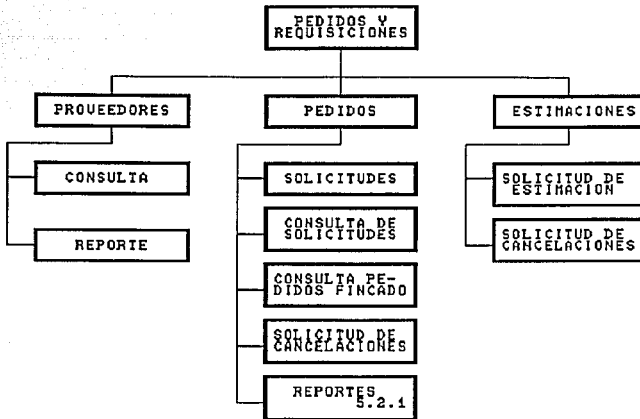 PEDIDOS Y
REQUISICIONES
PROVEEDORES
PEDIDOS
ESTIMACIONES
CONSULTA
REPORTE
SOLICITUDES
CONSULTA DE
SOLICITUDES
CONSULTA PE-
DIDOS FINCADO
SOLICITUD DE
CANCELACIONES
REPORTES
5.2.1
SOLICITUD DE
ESTIMACION
SOLICITUD DE
CANCELACIONES